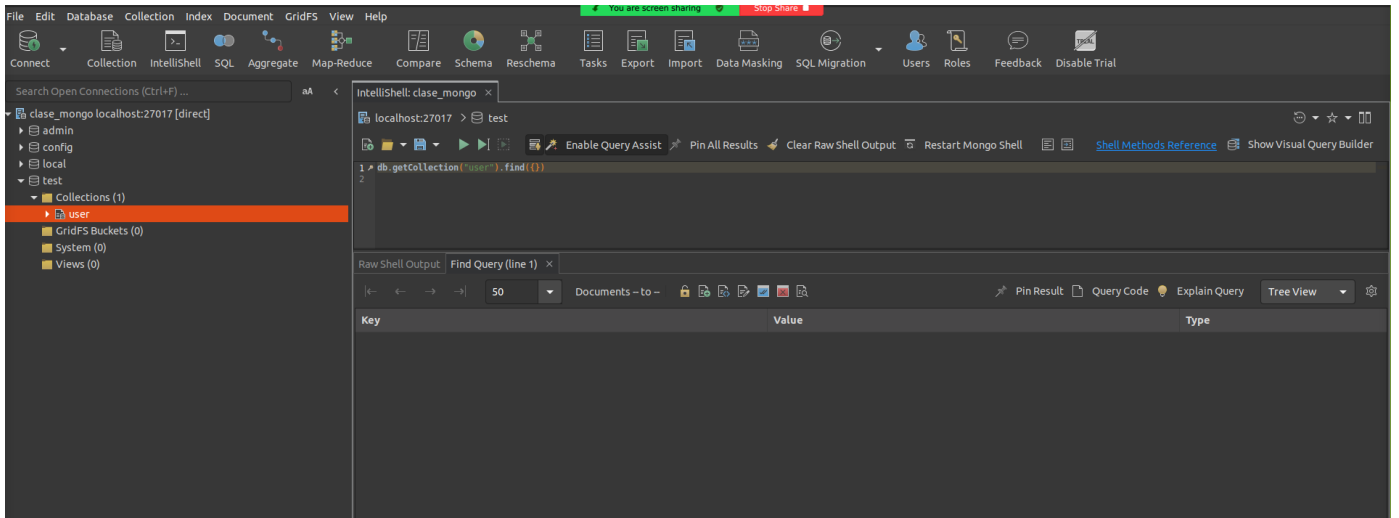 You are screen sharing Stop Share
File Edit Database Collection Index Document GridFS View Help
Connect Collection IntelliShell SQL Aggregate Map-Reduce Compare Schema Reschema Tasks Export Import Data Masking SQL Migration Users Roles Feedback Disable Trial
TRIAL
Search Open Connections (Ctrl+F) ... aA
IntelliShell: clase_mongo ×
clase_mongo localhost:27017 [direct]
admin
config
local
test
Collections (1)
user
GridFS Buckets (0)
System (0)
Views (0)
localhost:27017 > test
Enable Query Assist Pin All Results Clear Raw Shell Output Restart Mongo Shell Shell Methods Reference Show Visual Query Builder
1 db.getCollection("user").find({})
2
Raw Shell Output Find Query (line 1) ×
50 Documents -- to -- Pin Result Query Code Explain Query Tree View
Key Value Type